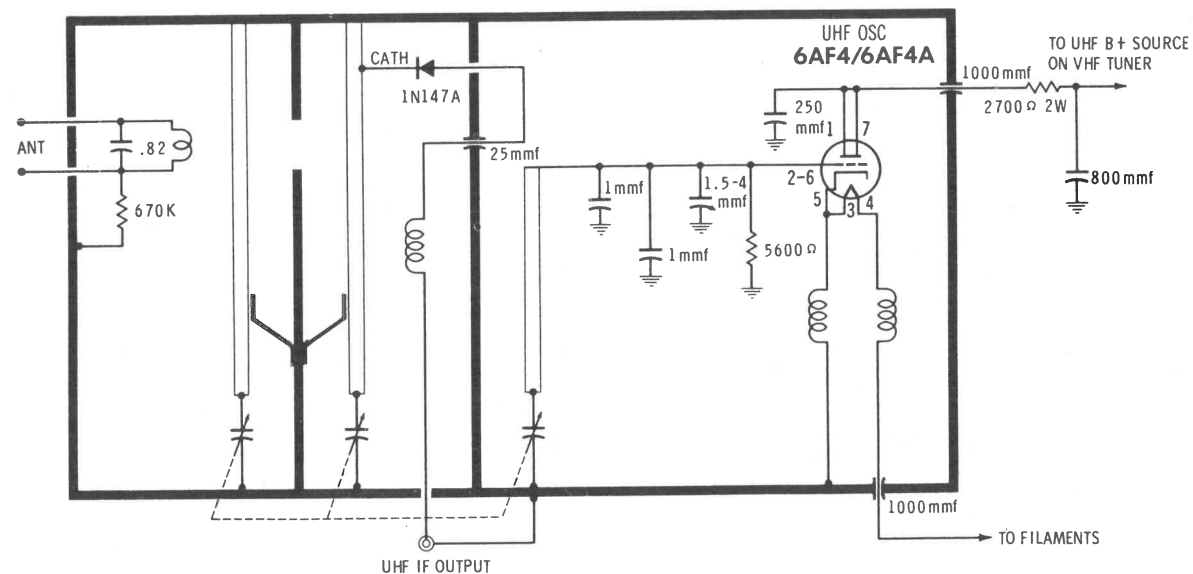 UHF OSC
6AF4/6AF4A
TO UHF B+ SOURCE
ON VHF TUNER
CATH
1N147A
1000mmf
2700Ω 2W
250
mmf
1
7
ANT
.82
25mmf
2-6
800mmf
1mmf
1.5-4
mmf
5
3
4
670K
1mmf
5600Ω
1000mmf
TO FILAMENTS
UHF IF OUTPUT